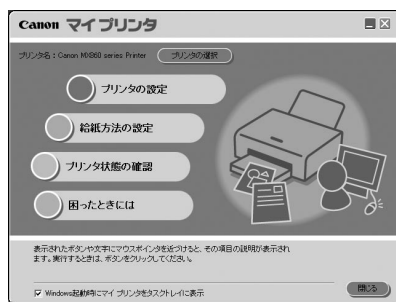 Canon マイ プリンタ
プリンタ名 : Canon MX860 series Printer プリンタの選択
プリンタの設定
給紙方法の設定
プリンタ状態の確認
困ったときには
表示されたボタンや文字にマウスポインタを近づけると、その項目の説明が表示され
ます。実行するときは、ボタンをクリックしてください。
Windows起動時にマイ プリンタをタスクトレイに表示
閉じる